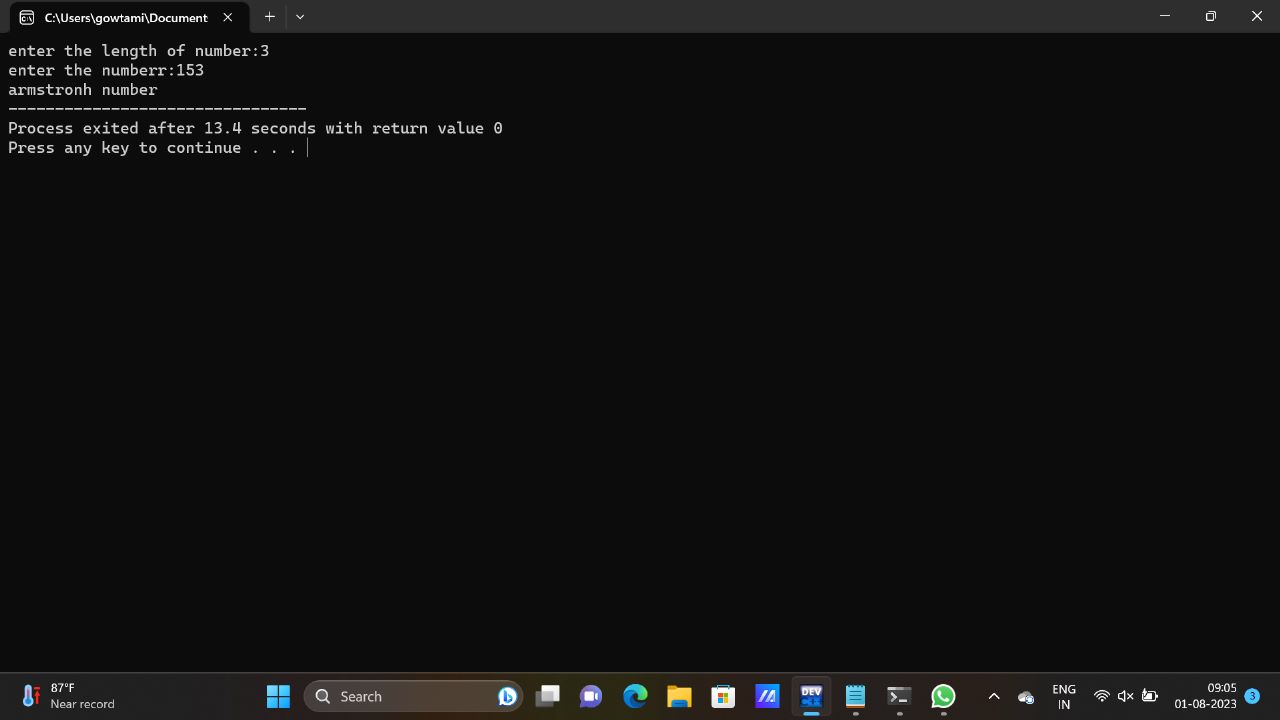 C:\Users\gowtami\Document
enter the length of number:3
enter the numberr:153
armstronh number
--------------------------------
Process exited after 13.4 seconds with return value 0
Press any key to continue . . .
87°F
Near record
Search
DEV
C++
ENG
IN
09:05
01-08-2023
3